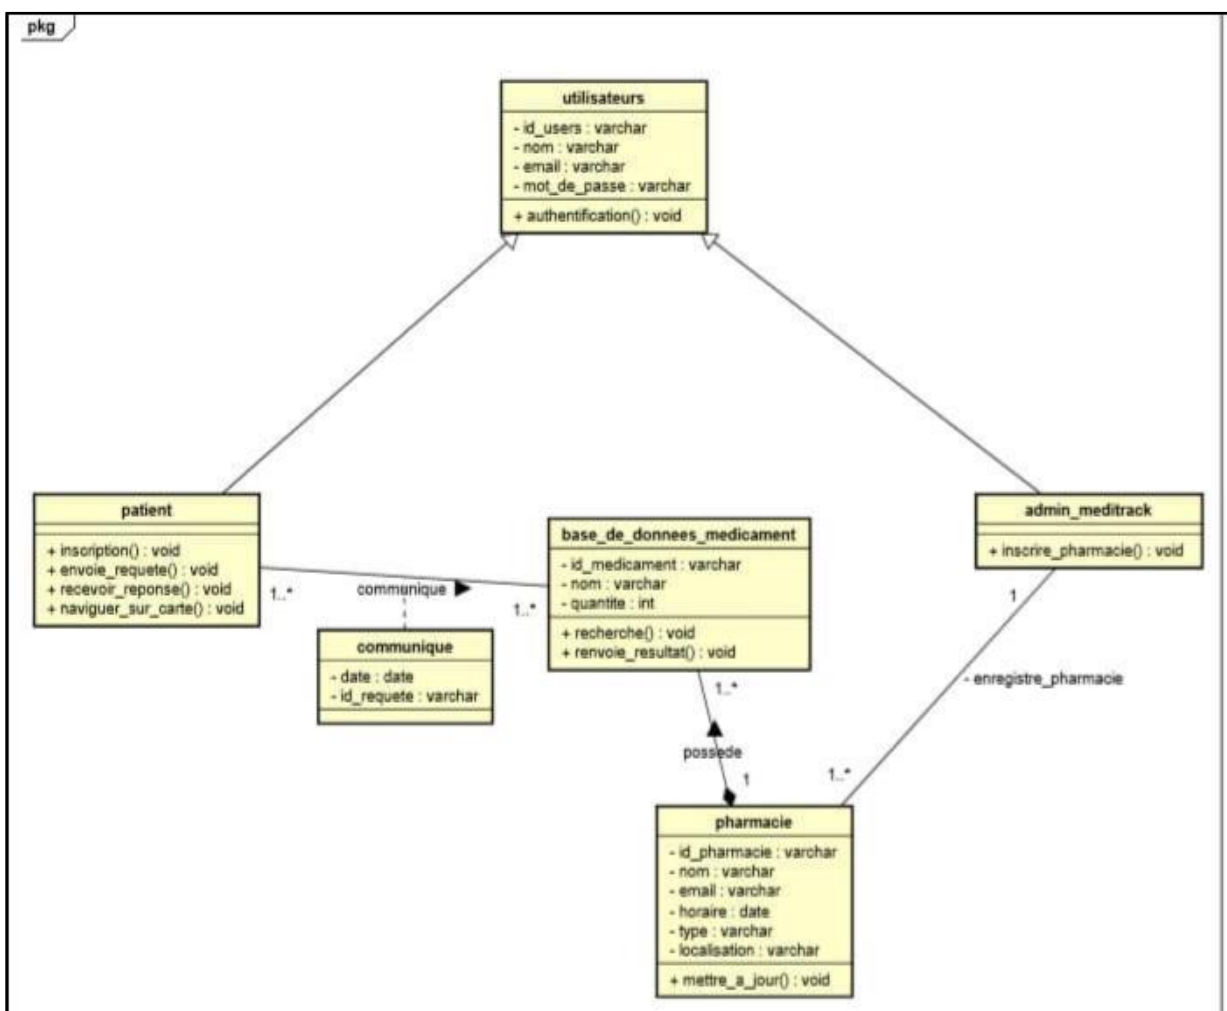 pkg
utilisateurs
- id_users : varchar
- nom : varchar
- email : varchar
- mot_de_passe : varchar
+ authentification() : void
patient
+ inscription() : void
+ envoie_requete() : void
+ recevoir_reponse() : void
+ naviguer_sur_carte() : void
1..*
communique
1..*
communique
- date : date
- id_requete : varchar
base_de_donnees_medicament
- id_medicament : varchar
- nom : varchar
- quantite : int
+ recherche() : void
+ renvoie_resultat() : void
admin_meditrack
+ inscrire_pharmacie() : void
1
- enregistre_pharmacie
1..*
1..*
possede
1
pharmacie
- id_pharmacie : varchar
- nom : varchar
- email : varchar
- horaire : date
- type : varchar
- localisation : varchar
+ mettre_a_jour() : void